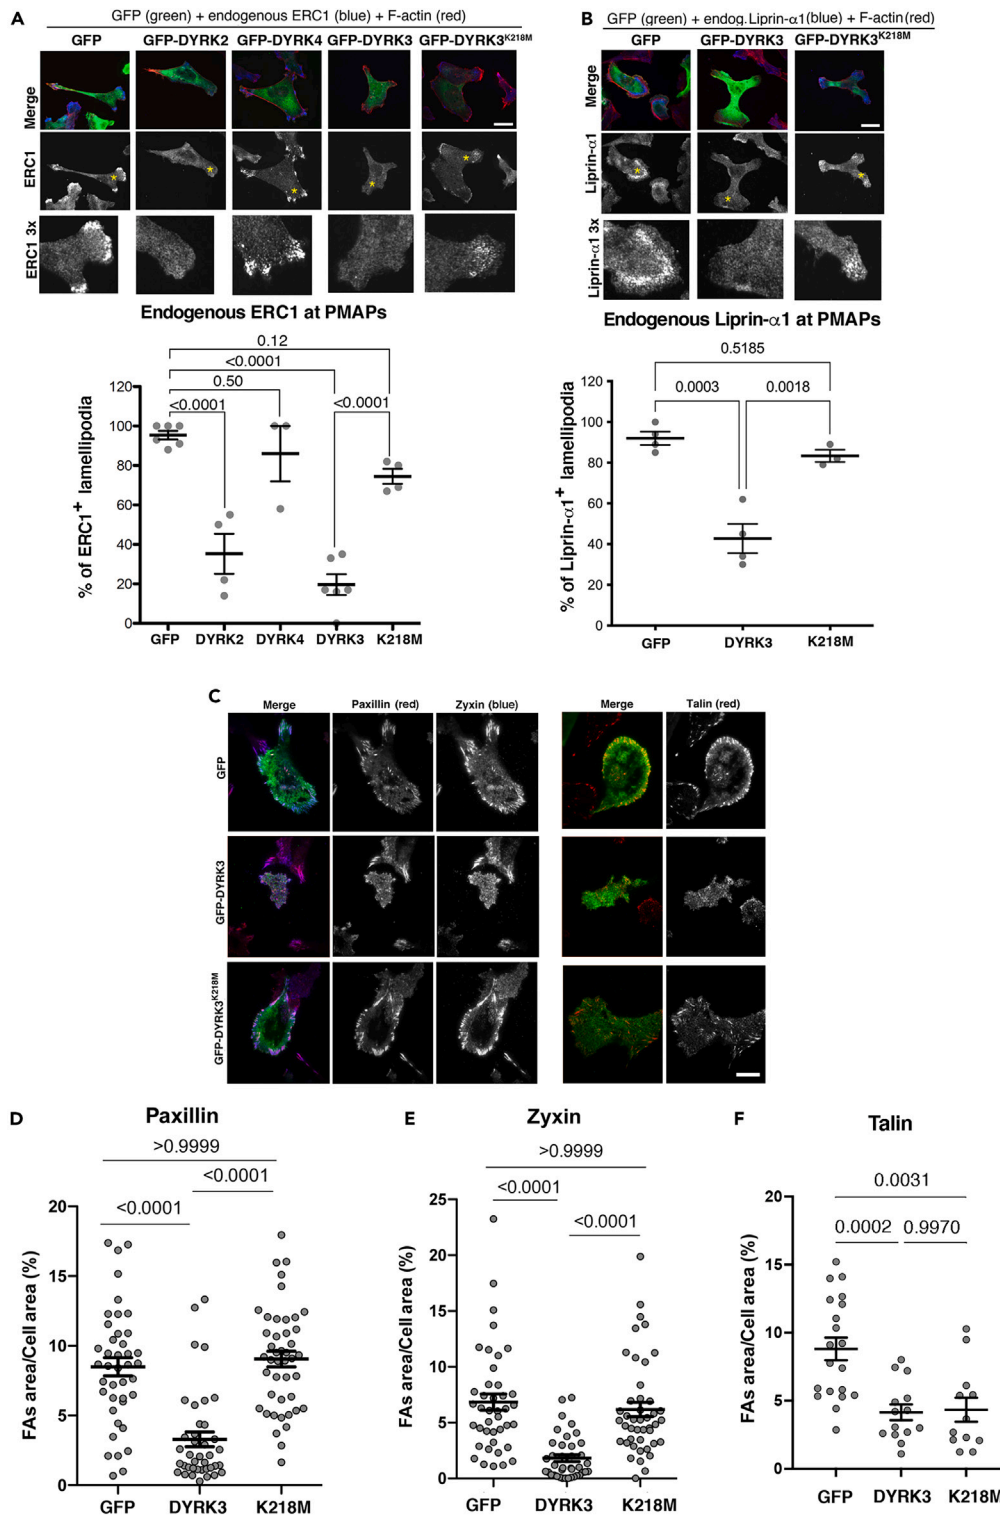 A
GFP (green) + endogenous ERC1 (blue) + F-actin (red)
GFP GFP-DYRK2 GFP-DYRK4 GFP-DYRK3 GFP-DYRK3K218M
Merge
ERC1
ERC1 3x
*
*
*
*
*
Endogenous ERC1 at PMAPs
0.12
<0.0001
0.50
<0.0001
<0.0001
% of ERC1+ lamellipodia
120
100
80
60
40
20
0
GFP DYRK2 DYRK4 DYRK3 K218M
B
GFP (green) + endog. Liprin-α1 (blue) + F-actin (red)
GFP GFP-DYRK3 GFP-DYRK3K218M
Merge
Liprin-α1
Liprin-α1 3x
*
*
*
Endogenous Liprin-α1 at PMAPs
0.5185
0.0003 0.0018
% of Liprin-α1+ lamellipodia
120
100
80
60
40
20
0
GFP DYRK3 K218M
C
Merge Paxillin (red) Zyxin (blue) Merge Talin (red)
GFP
GFP-DYRK3
GFP-DYRK3K218M
D
Paxillin
>0.9999
<0.0001
<0.0001
FAs area/Cell area (%)
20
15
10
5
0
GFP DYRK3 K218M
E
Zyxin
>0.9999
<0.0001
<0.0001
FAs area/Cell area (%)
25
20
15
10
5
0
GFP DYRK3 K218M
F
Talin
0.0031
0.0002 0.9970
FAs area/Cell area (%)
20
15
10
5
0
GFP DYRK3 K218M